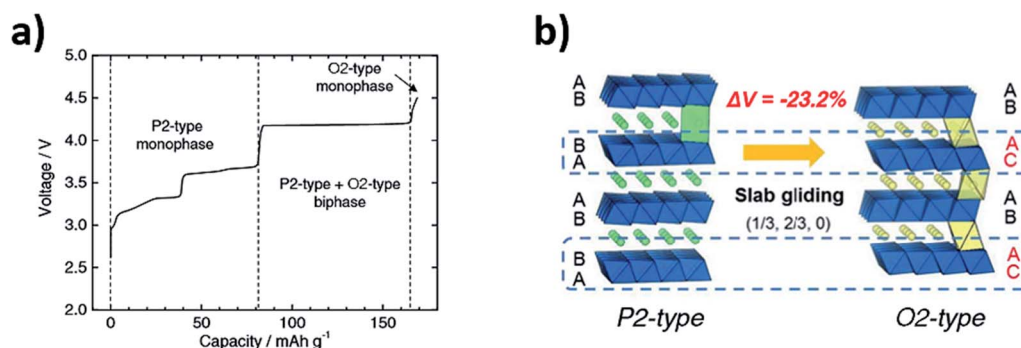 a)
5.0
4.5
4.0
3.5
3.0
2.5
2.0
Voltage / V
0
50
100
150
Capacity / mAh g⁻¹
P2-type
monophase
O2-type
monophase
P2-type + O2-type
biphase
b)
A
B
B
A
A
B
B
A
ΔV = -23.2%
Slab gliding
(1/3, 2/3, 0)
A
B
A
C
A
B
A
C
P2-type
O2-type